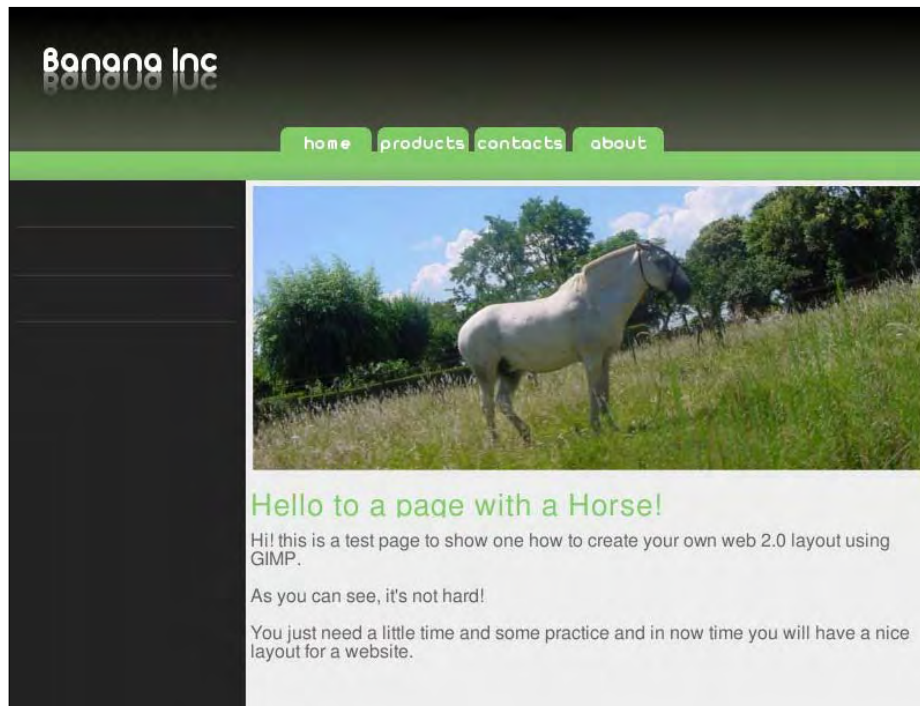 Banana Inc
home products contacts about
Hello to a page with a Horse!
Hi! this is a test page to show one how to create your own web 2.0 layout using
GIMP.
As you can see, it's not hard!
You just need a little time and some practice and in now time you will have a nice
layout for a website.